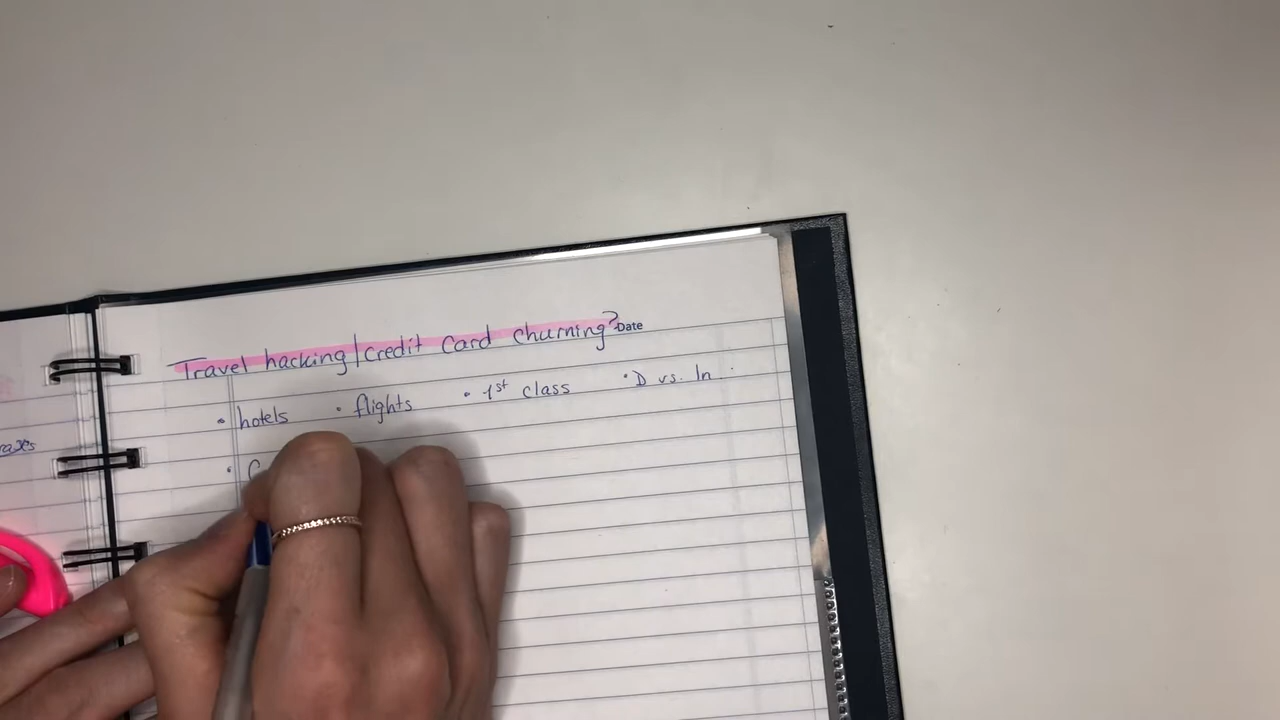 Travel hacking/credit card churning? Date
• hotels • flights • 1st class • D vs. In